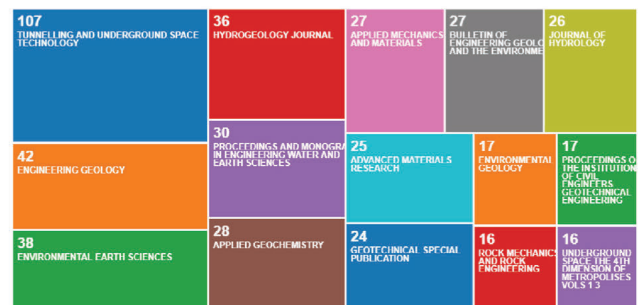 107
TUNNELLING AND UNDERGROUND SPACE
TECHNOLOGY
42
ENGINEERING GEOLOGY
38
ENVIRONMENTAL EARTH SCIENCES
36
HYDROGEOLOGY JOURNAL
30
PROCEEDINGS AND MONOGRA
IN ENGINEERING WATER AND
EARTH SCIENCES
28
APPLIED GEOCHEMISTRY
27
APPLIED MECHANICS
AND MATERIALS
27
BULLETIN OF
ENGINEERING GEOLO
AND THE ENVIRONME
26
JOURNAL OF
HYDROLOGY
25
ADVANCED MATERIALS
RESEARCH
24
GEOTECHNICAL SPECIAL
PUBLICATION
17
ENVIRONMENTAL
GEOLOGY
17
PROCEEDINGS O
THE INSTITUTION
OF CIVIL
ENGINEERS
GEOTECHNICAL
ENGINEERING
16
ROCK MECHANICS
AND ROCK
ENGINEERING
16
UNDERGROUND
SPACE THE 4TH
DIMENSION OF
METROPOLISES
VOLS 1 3